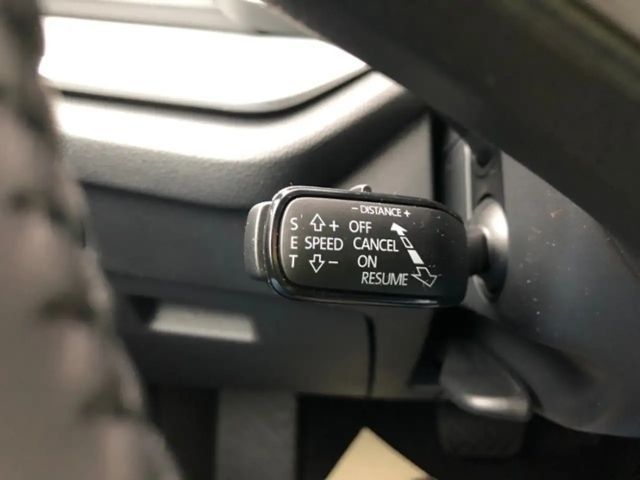 - DISTANCE +
S + OFF
E SPEED CANCEL
T - ON
RESUME